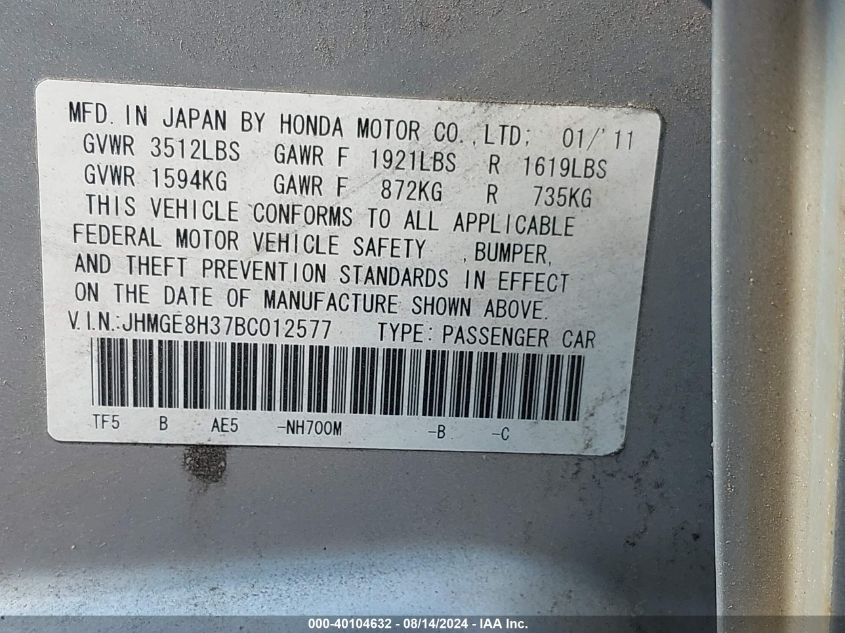 MFD. IN JAPAN BY HONDA MOTOR CO.,LTD; 01/'11
GVWR 3512LBS GAWR F 1921LBS R 1619LBS
GVWR 1594KG GAWR F 872KG R 735KG
THIS VEHICLE CONFORMS TO ALL APPLICABLE
FEDERAL MOTOR VEHICLE SAFETY ,BUMPER,
AND THEFT PREVENTION STANDARDS IN EFFECT
ON THE DATE OF MANUFACTURE SHOWN ABOVE.
V.I.N.:JHMGE8H37BC012577 TYPE: PASSENGER CAR
TF5 B AE5 -NH700M -B -C
000-40104632 - 08/14/2024 - IAA Inc.